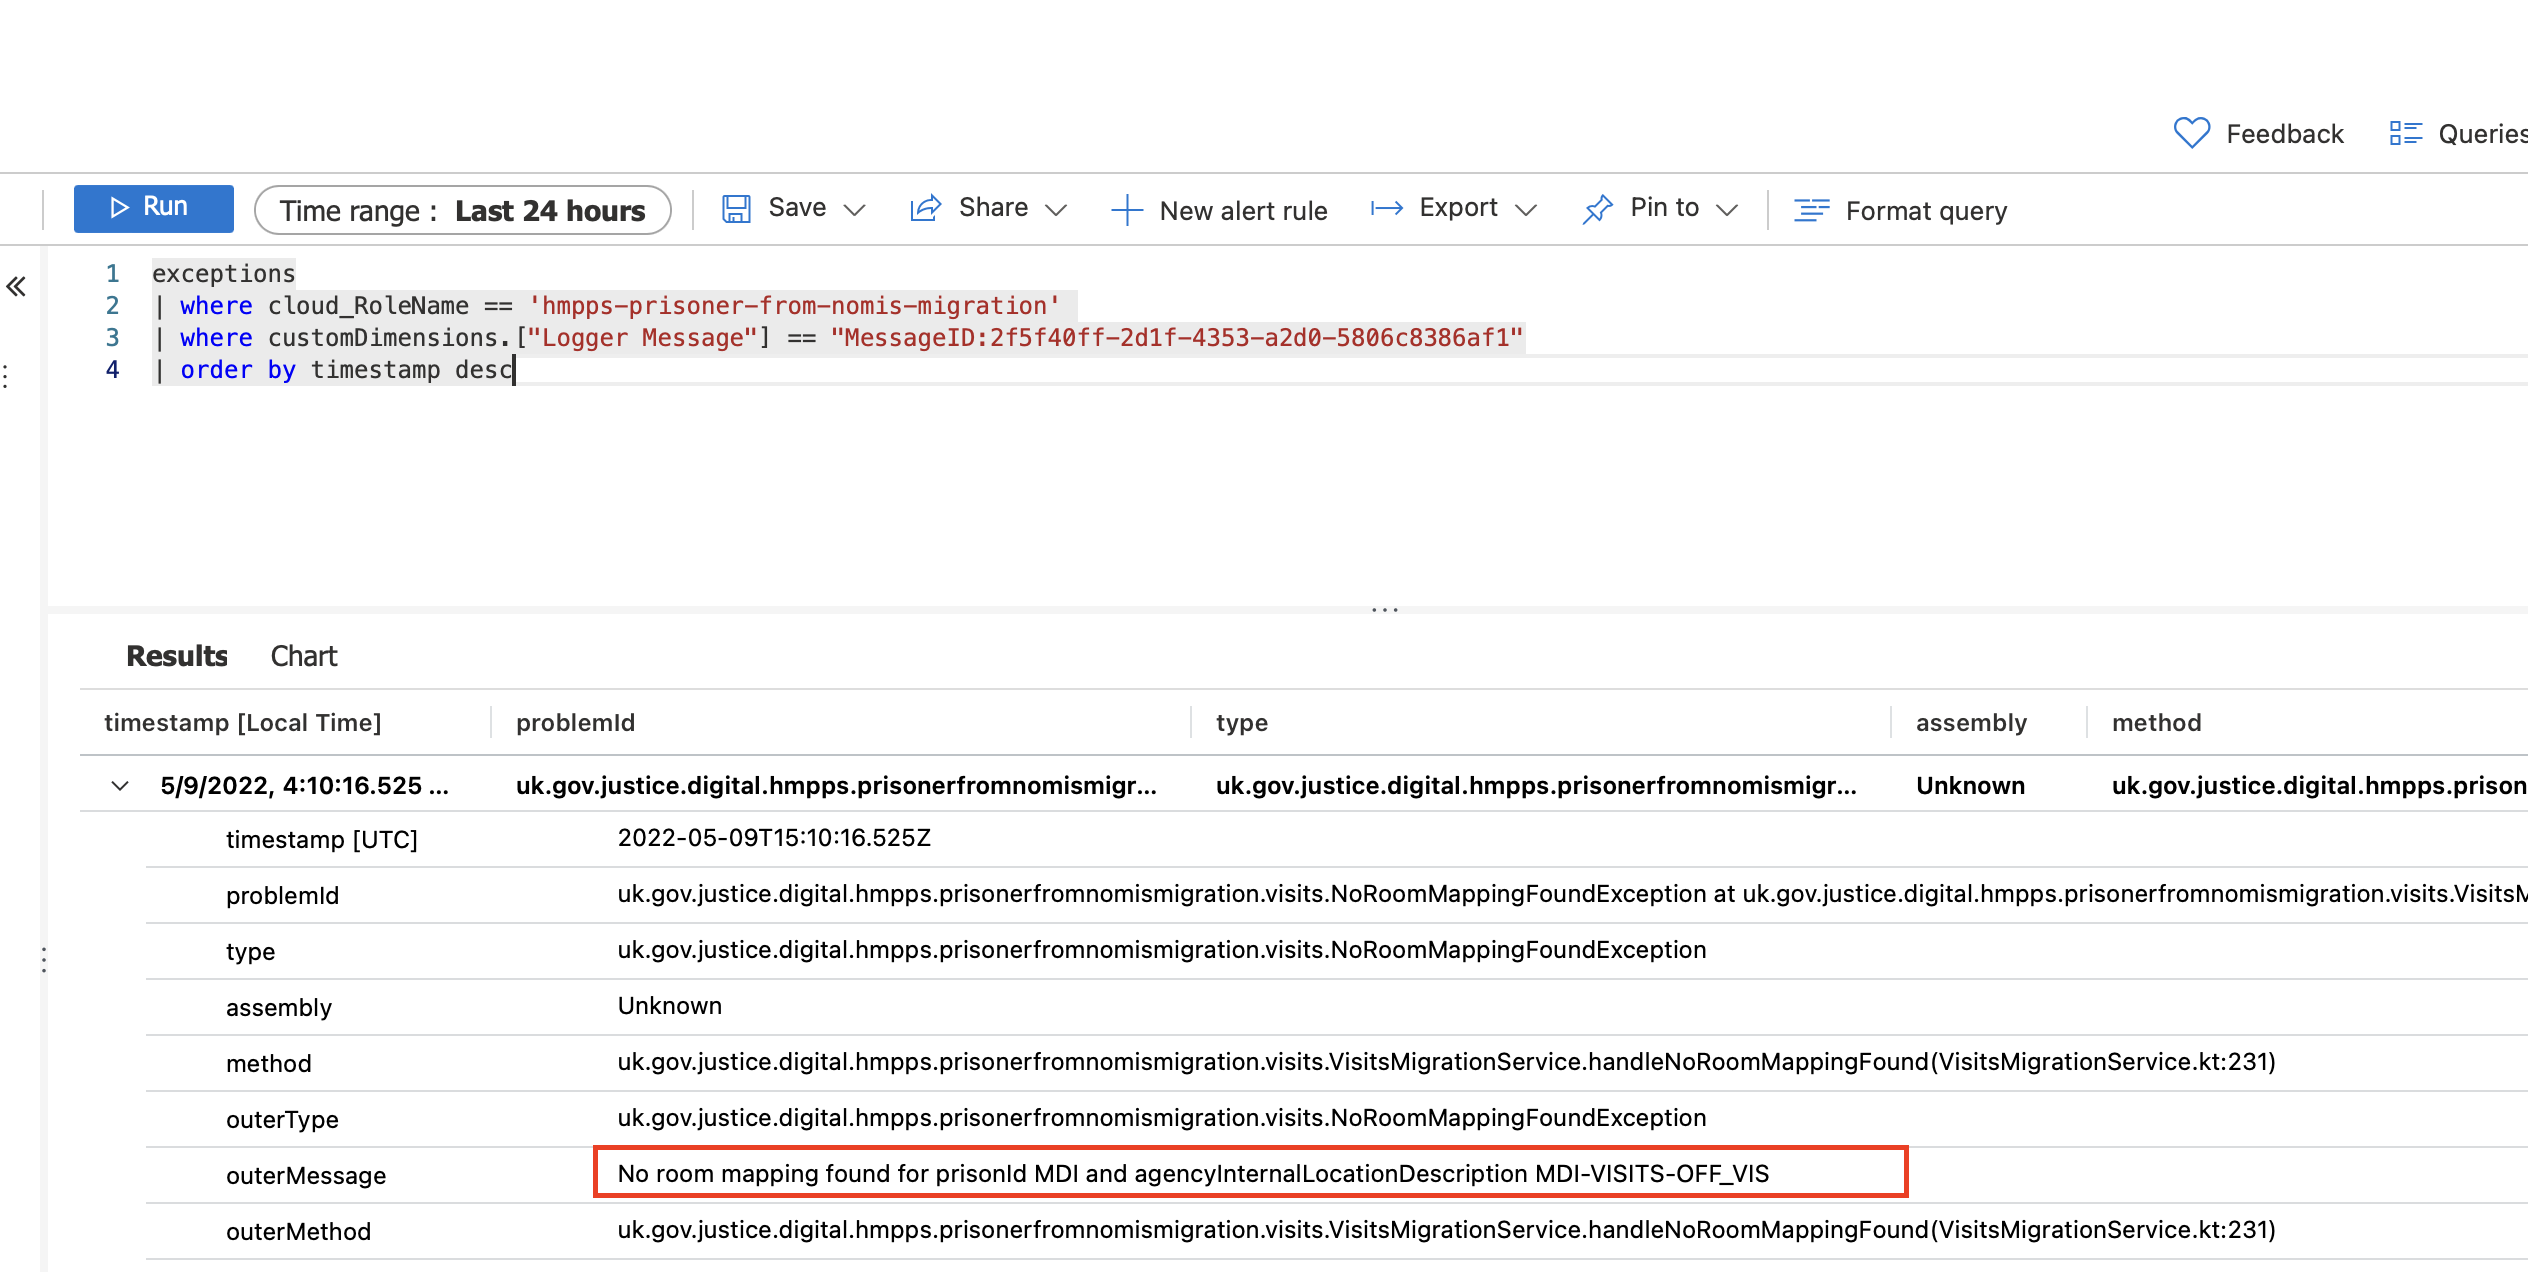 Feedback Queries
Run Time range : Last 24 hours Save Share New alert rule Export Pin to Format query
1 exceptions
2 | where cloud_RoleName == 'hmpps-prisoner-from-nomis-migration'
3 | where customDimensions.["Logger Message"] == "MessageID:2f5f40ff-2d1f-4353-a2d0-5806c8386af1"
4 | order by timestamp desc
Results Chart
timestamp [Local Time] problemId type assembly method
5/9/2022, 4:10:16.525 ... uk.gov.justice.digital.hmpps.prisonerfromnomismigr... uk.gov.justice.digital.hmpps.prisonerfromnomismigr... Unknown uk.gov.justice.digital.hmpps.prison
timestamp [UTC] 2022-05-09T15:10:16.525Z
problemId uk.gov.justice.digital.hmpps.prisonerfromnomismigration.visits.NoRoomMappingFoundException at uk.gov.justice.digital.hmpps.prisonerfromnomismigration.visits.VisitsM
type uk.gov.justice.digital.hmpps.prisonerfromnomismigration.visits.NoRoomMappingFoundException
assembly Unknown
method uk.gov.justice.digital.hmpps.prisonerfromnomismigration.visits.VisitsMigrationService.handleNoRoomMappingFound(VisitsMigrationService.kt:231)
outerType uk.gov.justice.digital.hmpps.prisonerfromnomismigration.visits.NoRoomMappingFoundException
outerMessage No room mapping found for prisonId MDI and agencyInternalLocationDescription MDI-VISITS-OFF_VIS
outerMethod uk.gov.justice.digital.hmpps.prisonerfromnomismigration.visits.VisitsMigrationService.handleNoRoomMappingFound(VisitsMigrationService.kt:231)